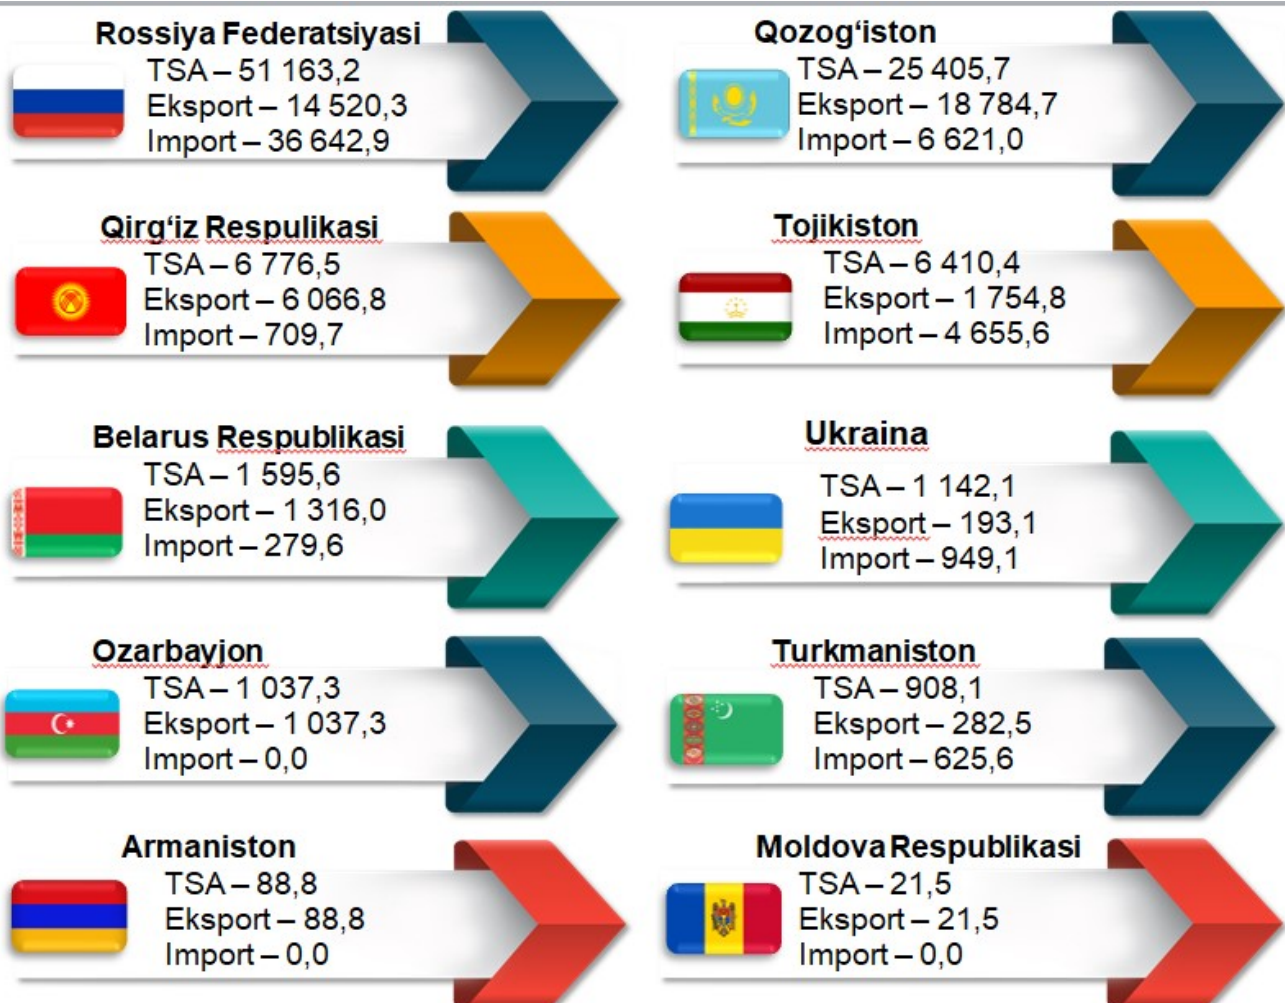 Rossiya Federatsiyasi
TSA – 51 163,2
Eksport – 14 520,3
Import – 36 642,9
Qozog‘iston
TSA – 25 405,7
Eksport – 18 784,7
Import – 6 621,0
Qirg‘iz Respulikasi
TSA – 6 776,5
Eksport – 6 066,8
Import – 709,7
Tojikiston
TSA – 6 410,4
Eksport – 1 754,8
Import – 4 655,6
Belarus Respublikasi
TSA – 1 595,6
Eksport – 1 316,0
Import – 279,6
Ukraina
TSA – 1 142,1
Eksport – 193,1
Import – 949,1
Ozarbayjon
TSA – 1 037,3
Eksport – 1 037,3
Import – 0,0
Turkmaniston
TSA – 908,1
Eksport – 282,5
Import – 625,6
Armaniston
TSA – 88,8
Eksport – 88,8
Import – 0,0
Moldova Respublikasi
TSA – 21,5
Eksport – 21,5
Import – 0,0